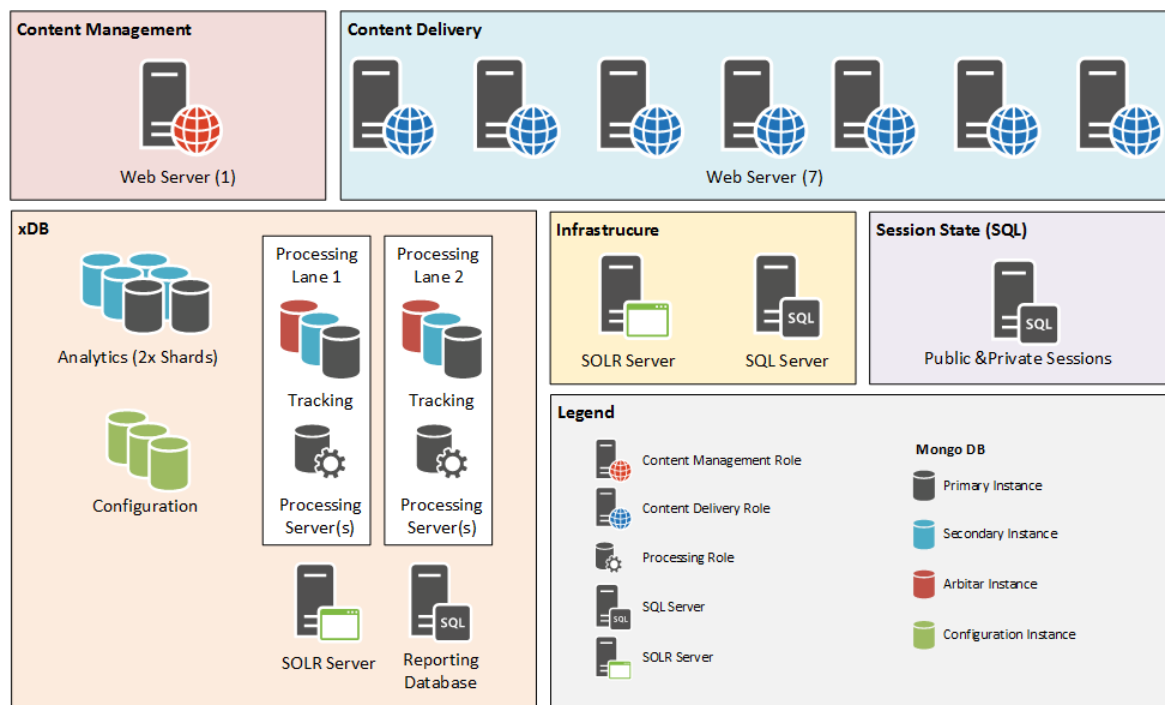 Content Management
Web Server (1)
Content Delivery
Web Server (7)
xDB
Analytics (2x Shards)
Configuration
Processing
Lane 1
Tracking
Processing
Server(s)
Processing
Lane 2
Tracking
Processing
Server(s)
SOLR Server
SQL
Reporting
Database
Infrastrucure
SOLR Server
SQL
SQL Server
Session State (SQL)
SQL
Public &Private Sessions
Legend
Content Management Role
Content Delivery Role
Processing Role
SQL
SQL Server
SOLR Server
Mongo DB
Primary Instance
Secondary Instance
Arbitar Instance
Configuration Instance